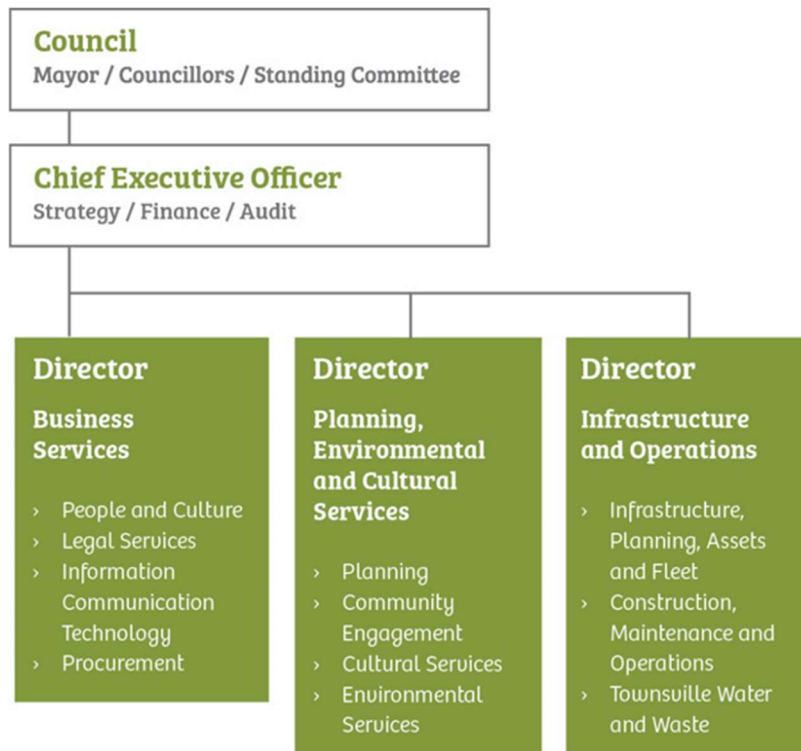 Council
Mayor / Councillors / Standing Committee
Chief Executive Officer
Strategy / Finance / Audit
Director
Business
Services
› People and Culture
› Legal Services
› Information
Communication
Technology
› Procurement
Director
Planning,
Environmental
and Cultural
Services
› Planning
› Community
Engagement
› Cultural Services
› Environmental
Services
Director
Infrastructure
and Operations
› Infrastructure,
Planning, Assets
and Fleet
› Construction,
Maintenance and
Operations
› Townsville Water
and Waste